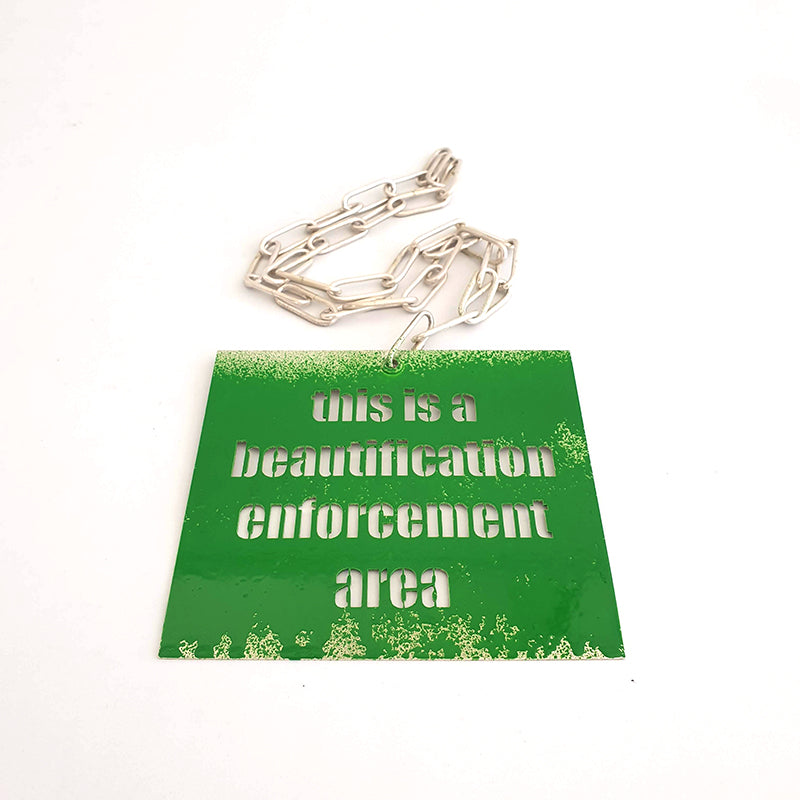 this is a
beautification
enforcement
area